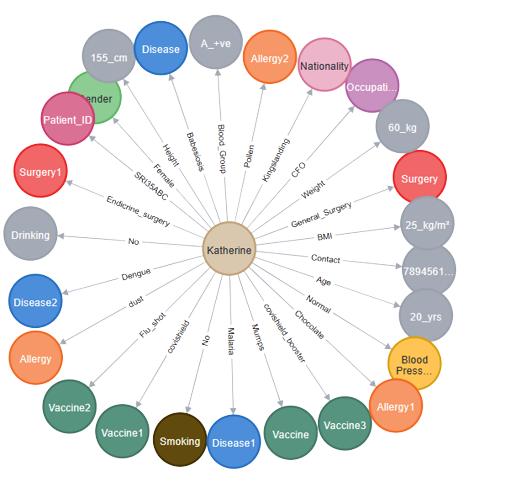 A_+ve
Disease
Allergy2
155_cm
Nationality
Occupati...
Gender
Patient_ID
60_kg
Surgery1
Surgery
Drinking
25_kg/m²
7894561...
Disease2
20_yrs
Allergy
Blood
Press...
Vaccine2
Allergy1
Vaccine1
Smoking
Disease1
Vaccine
Vaccine3
Katherine
Height
Babesiosis
Blood_Group
Pollen
Kingslanding
CFO
Weight
General_Surgery
BMI
Contact
Age
Normal
Chocolate
covishield_booster
Mumps
Malaria
No
covishield
Flu_shot
dust
Dengue
No
Endicrine_surgery
SRI35ABC
Female